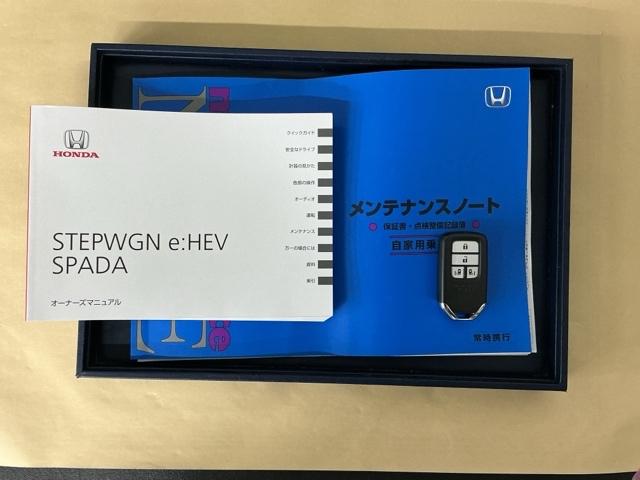 HONDA
STEPWGN e:HEV
SPADA
オーナーズマニュアル
クイックガイド
安全なドライブ
計器の見かた
各部の操作
オーディオ
運転
メンテナンス
万一の場合には
資料
索引
メンテナンスノート
保証書・点検整備記録簿
自家用乗
常時携行